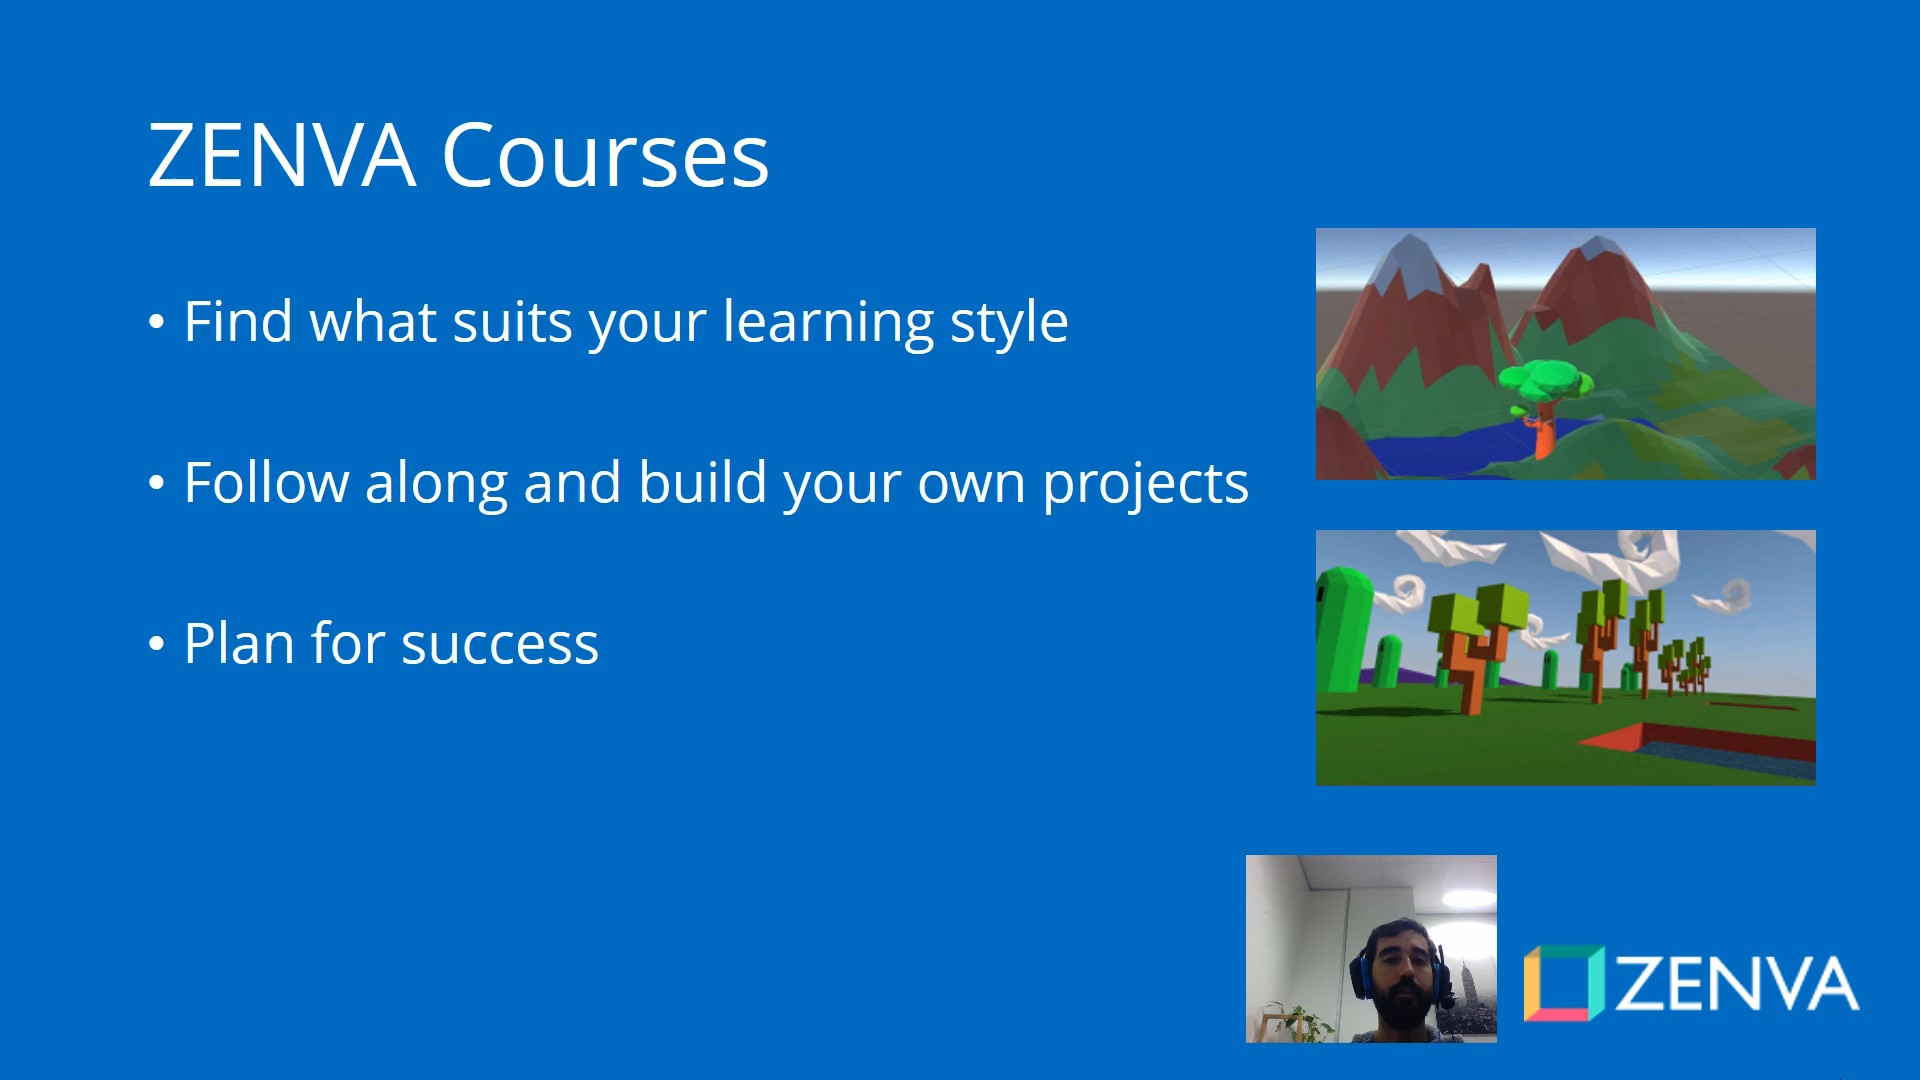 ZENVA Courses
• Find what suits your learning style
• Follow along and build your own projects
• Plan for success
ZENVA